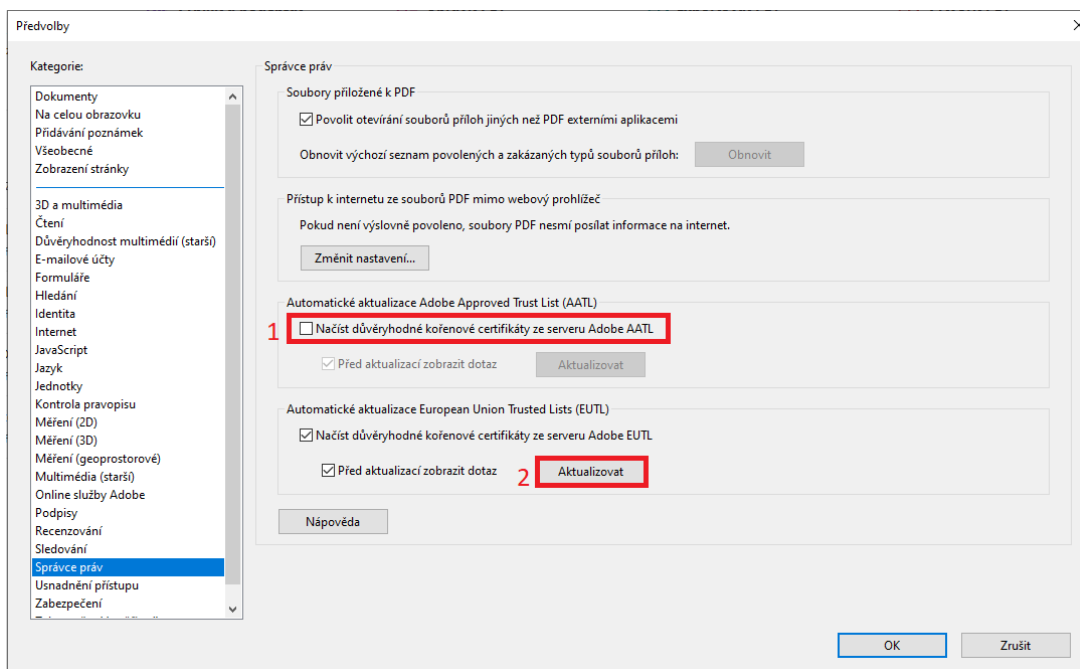 Předvolby
Kategorie:
Dokumenty
Na celou obrazovku
Přidávání poznámek
Všeobecné
Zobrazení stránky
3D a multimédia
Čtení
Důvěryhodnost multimédií (starší)
E-mailové účty
Formuláře
Hledání
Identita
Internet
JavaScript
Jazyk
Jednotky
Kontrola pravopisu
Měření (2D)
Měření (3D)
Měření (geoprostorové)
Multimédia (starší)
Online služby Adobe
Podpisy
Recenzování
Sledování
Správce práv
Usnadnění přístupu
Zabezpečení
Správce práv
Soubory přiložené k PDF
Povolit otevírání souborů příloh jiných než PDF externími aplikacemi
Obnovit výchozí seznam povolených a zakázaných typů souborů příloh: Obnovit
Přístup k internetu ze souborů PDF mimo webový prohlížeč
Pokud není výslovně povoleno, soubory PDF nesmí posílat informace na internet.
Změnit nastavení...
Automatické aktualizace Adobe Approved Trust List (AATL)
1 Načíst důvěryhodné kořenové certifikáty ze serveru Adobe AATL
Před aktualizací zobrazit dotaz Aktualizovat
Automatické aktualizace European Union Trusted Lists (EUTL)
Načíst důvěryhodné kořenové certifikáty ze serveru Adobe EUTL
Před aktualizací zobrazit dotaz 2 Aktualizovat
Nápověda
OK Zrušit